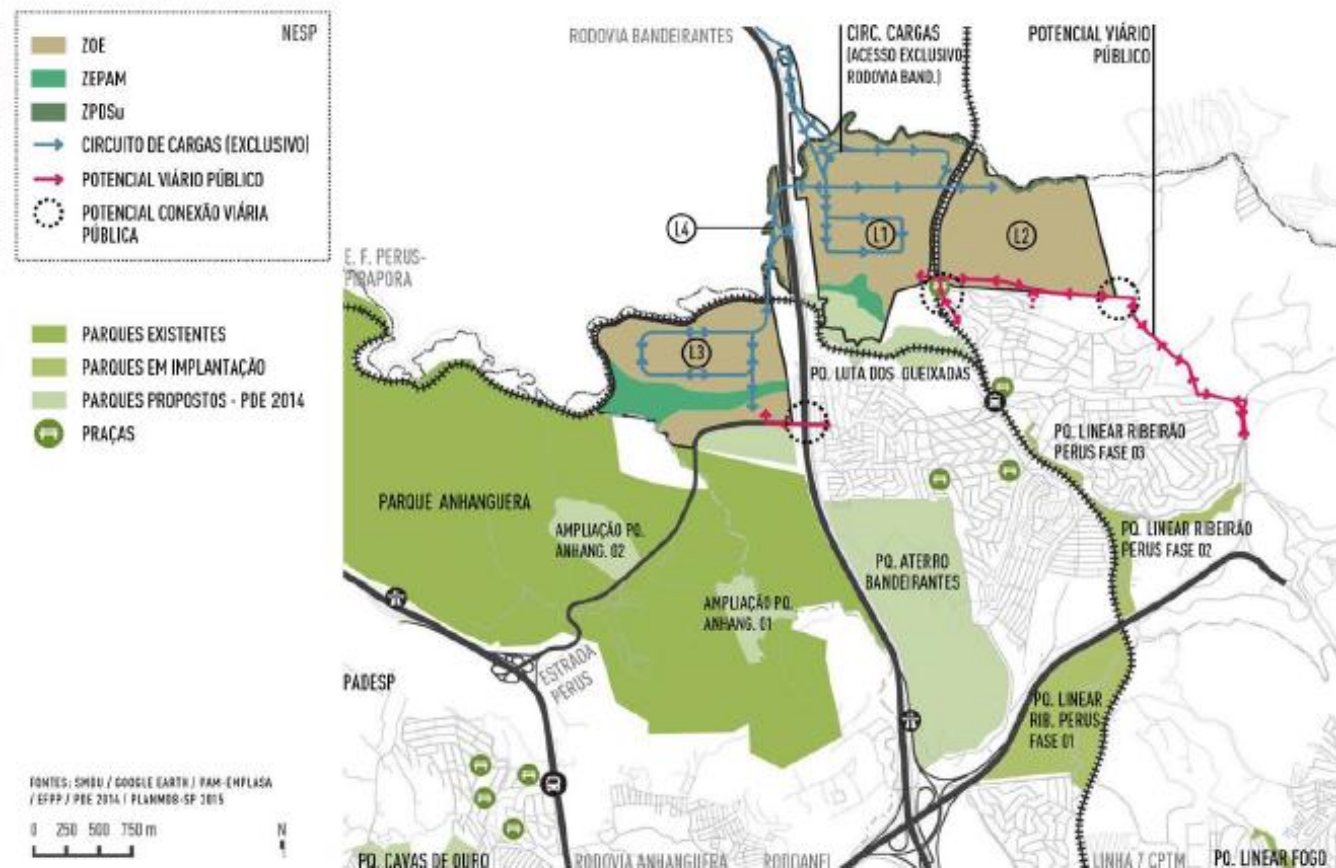 NESP
ZOE
ZEPAM
ZPDSu
CIRCUITO DE CARGAS (EXCLUSIVO)
POTENCIAL VIÁRIO PÚBLICO
POTENCIAL CONEXÃO VIÁRIA
PÚBLICA
PARQUES EXISTENTES
PARQUES EM IMPLANTAÇÃO
PARQUES PROPOSTOS - PDE 2014
PRAÇAS
RODOVIA BANDEIRANTES
CIRC. CARGAS
(ACESSO EXCLUSIVO
RODOVIA BAND.)
POTENCIAL VIÁRIO
PÚBLICO
L4
L1
L2
E. F. PERUS-
PIRAPORA
L3
PQ. LUTA DOS QUEIXADAS
PQ. LINEAR RIBEIRÃO
PERUS FASE 03
PARQUE ANHANGUERA
AMPLIAÇÃO PQ.
ANHANG. 02
PQ. LINEAR RIBEIRÃO
PERUS FASE 02
PQ. ATERRO
BANDEIRANTES
AMPLIAÇÃO PQ.
ANHANG. 01
ESTRADA
PERUS
PADESP
PQ. LINEAR
RIB. PERUS
FASE 01
FONTES: SMDU / GOOGLE EARTH / PAM-EMPLASA
/ EFPP / PDE 2014 / PLANMOB-SP 2015
0 250 500 750 m
N
PQ. CAVAS DE OURO
RODOVIA ANHANGUERA
RODOANEL
LINHA 7 CPTM
PQ. LINEAR FOGO